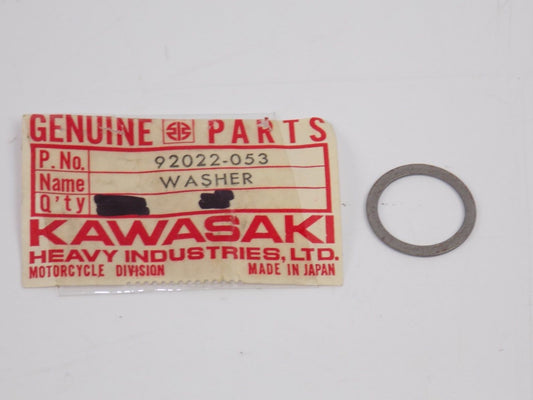 GENUINE PARTS
P. No. 92022-053
Name WASHER
Q'ty
KAWASAKI
HEAVY INDUSTRIES, LTD.
MOTORCYCLE DIVISION MADE IN JAPAN